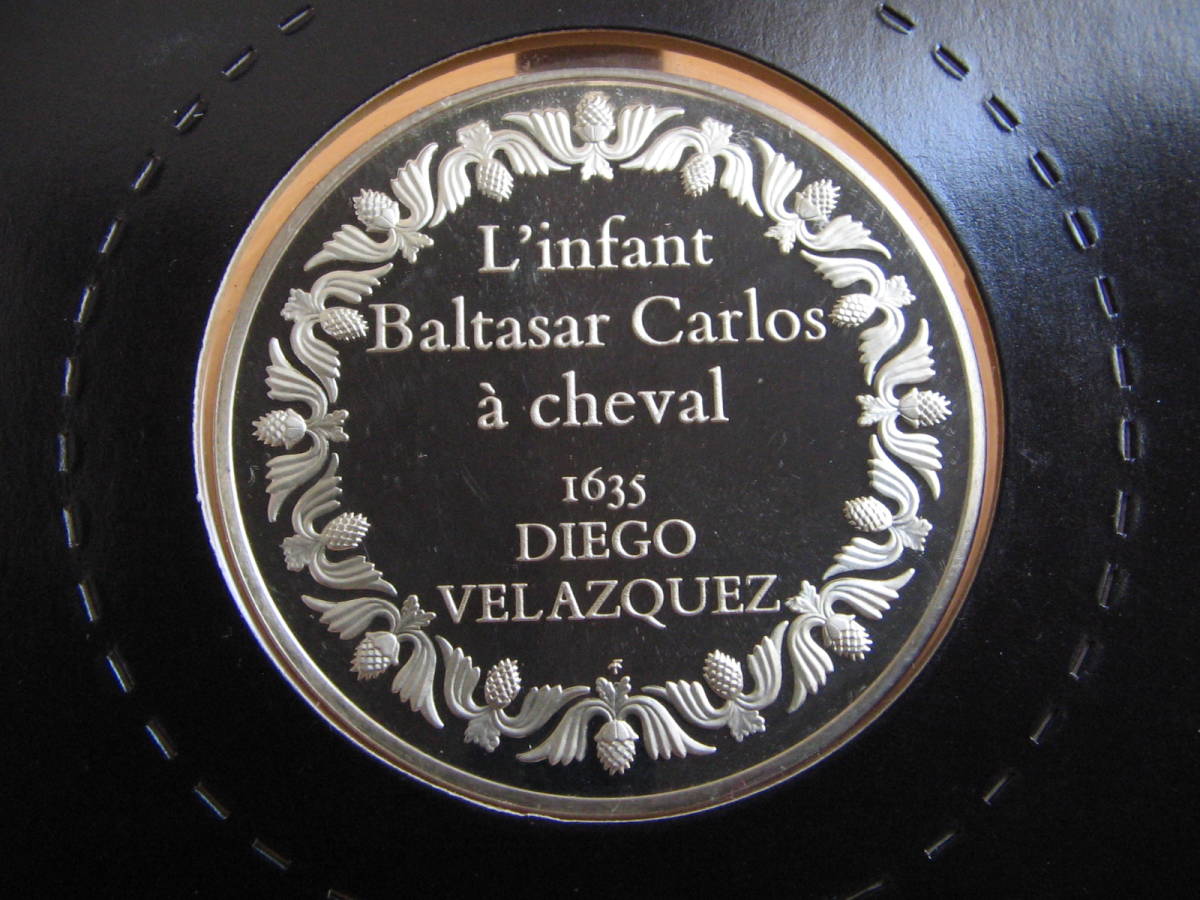 L'infant
Baltasar Carlos
à cheval
1635
DIEGO
VELAZQUEZ